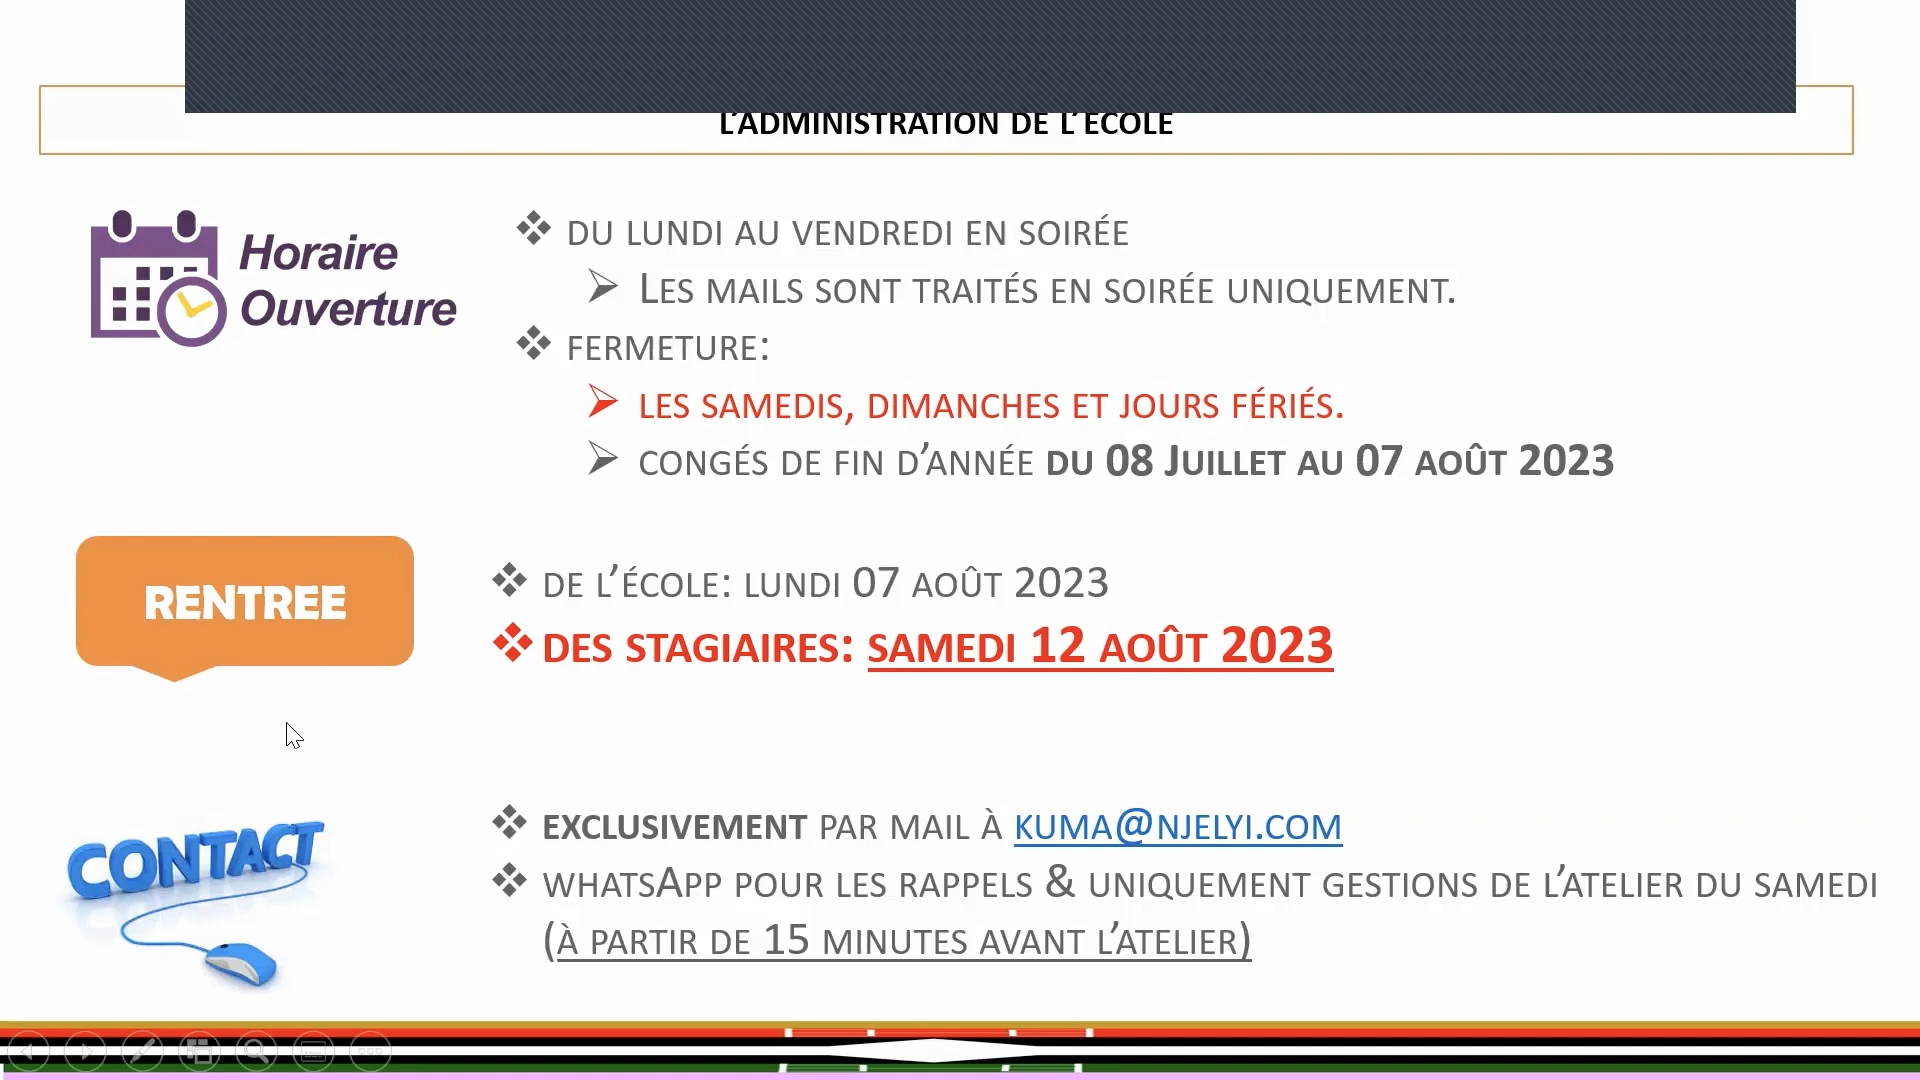 L'ADMINISTRATION DE L'ECOLE
Horaire
Ouverture
DU LUNDI AU VENDREDI EN SOIRÉE
LES MAILS SONT TRAITÉS EN SOIRÉE UNIQUEMENT.
FERMETURE:
LES SAMEDIS, DIMANCHES ET JOURS FÉRIÉS.
CONGÉS DE FIN D'ANNÉE DU 08 JUILLET AU 07 AOÛT 2023
RENTREE
DE L'ÉCOLE: LUNDI 07 AOÛT 2023
DES STAGIAIRES: SAMEDI 12 AOÛT 2023
CONTACT
EXCLUSIVEMENT PAR MAIL À KUMA@NJELYI.COM
WHATSAPP POUR LES RAPPELS & UNIQUEMENT GESTIONS DE L'ATELIER DU SAMEDI
(À PARTIR DE 15 MINUTES AVANT L'ATELIER)